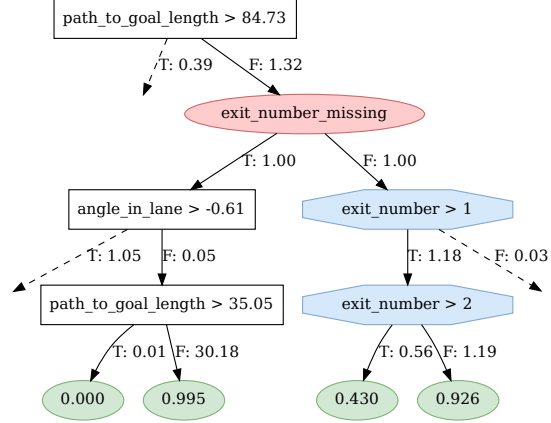 path_to_goal_length > 84.73
T: 0.39 F: 1.32
exit_number_missing
T: 1.00 F: 1.00
angle_in_lane > -0.61 exit_number > 1
T: 1.05 F: 0.05 T: 1.18 F: 0.03
path_to_goal_length > 35.05 exit_number > 2
T: 0.01 F: 30.18 T: 0.56 F: 1.19
0.000 0.995 0.430 0.926